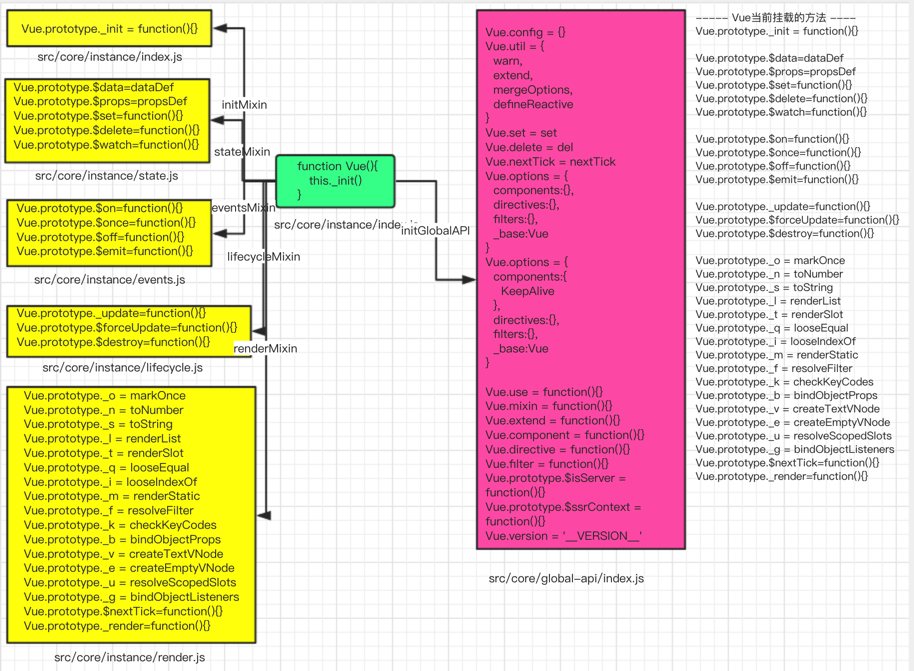 Vue.prototype._init = function(){}
src/core/instance/index.js
Vue.prototype.$data=dataDef
Vue.prototype.$props=propsDef
Vue.prototype.$set=function(){}
Vue.prototype.$delete=function(){}
Vue.prototype.$watch=function(){}
src/core/instance/state.js
Vue.prototype.$on=function(){}
Vue.prototype.$once=function(){}
Vue.prototype.$off=function(){}
Vue.prototype.$emit=function(){}
src/core/instance/events.js
Vue.prototype._update=function(){}
Vue.prototype.$forceUpdate=function(){}
Vue.prototype.$destroy=function(){}
src/core/instance/lifecycle.js
Vue.prototype._o = markOnce
Vue.prototype._n = toNumber
Vue.prototype._s = toString
Vue.prototype._l = renderList
Vue.prototype._t = renderSlot
Vue.prototype._q = looseEqual
Vue.prototype._i = looseIndexOf
Vue.prototype._m = renderStatic
Vue.prototype._f = resolveFilter
Vue.prototype._k = checkKeyCodes
Vue.prototype._b = bindObjectProps
Vue.prototype._v = createTextVNode
Vue.prototype._e = createEmptyVNode
Vue.prototype._u = resolveScopedSlots
Vue.prototype._g = bindObjectListeners
Vue.prototype.$nextTick=function(){}
Vue.prototype._render=function(){}
src/core/instance/render.js
initMixin
stateMixin
eventsMixin
lifecycleMixin
renderMixin
function Vue(){
this._init()
}
src/core/instance/inde
initGlobalAPI
Vue.config = {}
Vue.util = {
warn,
extend,
mergeOptions,
defineReactive
}
Vue.set = set
Vue.delete = del
Vue.nextTick = nextTick
Vue.options = {
components:{},
directives:{},
filters:{},
_base:Vue
}
Vue.options = {
components:{
KeepAlive
},
directives:{},
filters:{},
_base:Vue
}
Vue.use = function(){}
Vue.mixin = function(){}
Vue.extend = function(){}
Vue.component = function(){}
Vue.directive = function(){}
Vue.filter = function(){}
Vue.prototype.$isServer =
function(){}
Vue.prototype.$ssrContext =
function(){}
Vue.version = '__VERSION__'
src/core/global-api/index.js
----- Vue当前挂载的方法 ----
Vue.prototype._init = function(){}
Vue.prototype.$data=dataDef
Vue.prototype.$props=propsDef
Vue.prototype.$set=function(){}
Vue.prototype.$delete=function(){}
Vue.prototype.$watch=function(){}
Vue.prototype.$on=function(){}
Vue.prototype.$once=function(){}
Vue.prototype.$off=function(){}
Vue.prototype.$emit=function(){}
Vue.prototype._update=function(){}
Vue.prototype.$forceUpdate=function(){}
Vue.prototype.$destroy=function(){}
Vue.prototype._o = markOnce
Vue.prototype._n = toNumber
Vue.prototype._s = toString
Vue.prototype._l = renderList
Vue.prototype._t = renderSlot
Vue.prototype._q = looseEqual
Vue.prototype._i = looseIndexOf
Vue.prototype._m = renderStatic
Vue.prototype._f = resolveFilter
Vue.prototype._k = checkKeyCodes
Vue.prototype._b = bindObjectProps
Vue.prototype._v = createTextVNode
Vue.prototype._e = createEmptyVNode
Vue.prototype._u = resolveScopedSlots
Vue.prototype._g = bindObjectListeners
Vue.prototype.$nextTick=function(){}
Vue.prototype._render=function(){}